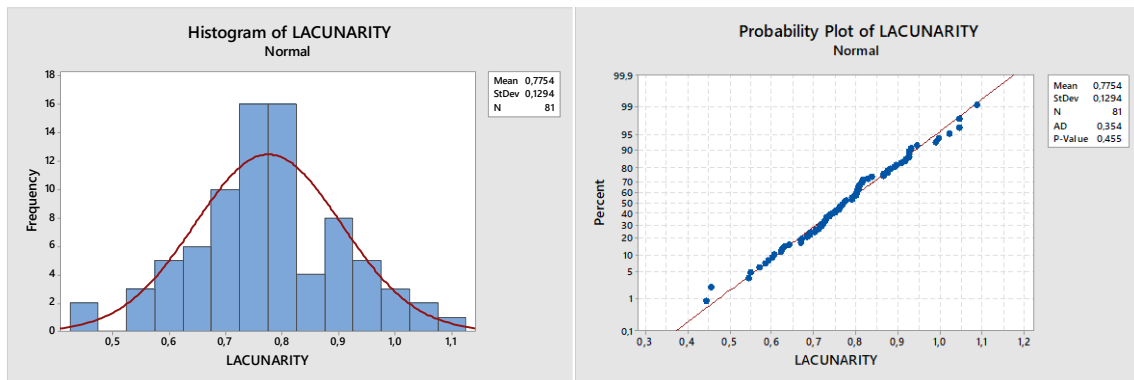 Histogram of LACUNARITY
Normal
Mean 0,7754
StDev 0,1294
N 81
18
16
14
12
10
8
6
4
2
0
Frequency
0,5 0,6 0,7 0,8 0,9 1,0 1,1
LACUNARITY
Probability Plot of LACUNARITY
Normal
Mean 0,7754
StDev 0,1294
N 81
AD 0,354
P-Value 0,455
99,9
99
95
90
80
70
60
50
40
30
20
10
5
1
0,1
Percent
0,3 0,4 0,5 0,6 0,7 0,8 0,9 1,0 1,1 1,2
LACUNARITY